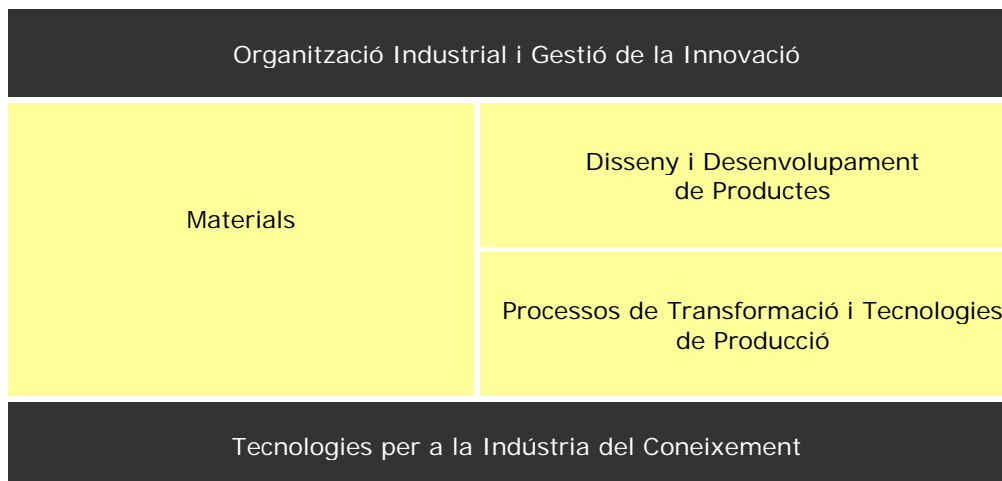 Organització Industrial i Gestió de la Innovació
Materials
Disseny i Desenvolupament
de Productes
Processos de Transformació i Tecnologies
de Producció
Tecnologies per a la Indústria del Coneixement